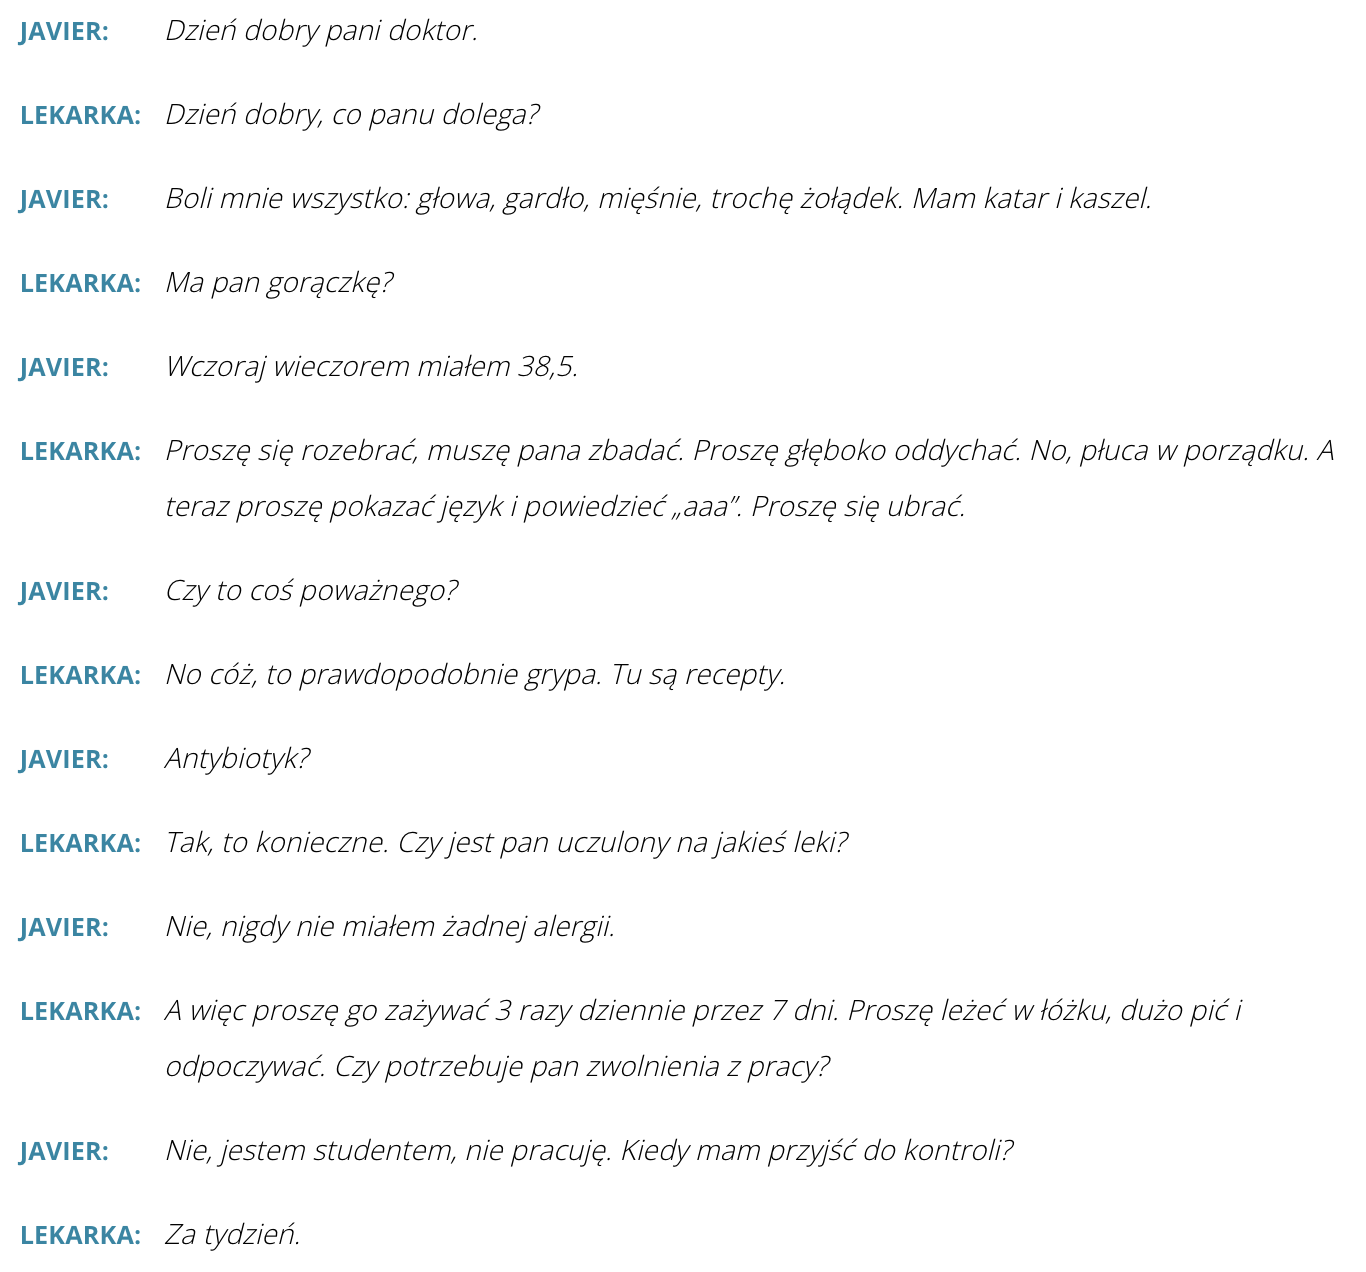 JAVIER: Dzień dobry pani doktor.
LEKARKA: Dzień dobry, co panu dolega?
JAVIER: Boli mnie wszystko: głowa, gardło, mięśnie, trochę żołądek. Mam katar i kaszel.
LEKARKA: Ma pan gorączkę?
JAVIER: Wczoraj wieczorem miałem 38,5.
LEKARKA: Proszę się rozebrać, muszę pana zbadać. Proszę głęboko oddychać. No, płuca w porządku. A
teraz proszę pokazać język i powiedzieć „aaa”. Proszę się ubrać.
JAVIER: Czy to coś poważnego?
LEKARKA: No cóż, to prawdopodobnie grypa. Tu są recepty.
JAVIER: Antybiotyk?
LEKARKA: Tak, to konieczne. Czy jest pan uczulony na jakieś leki?
JAVIER: Nie, nigdy nie miałem żadnej alergii.
LEKARKA: A więc proszę go zażywać 3 razy dziennie przez 7 dni. Proszę leżeć w łóżku, dużo pić i
odpoczywać. Czy potrzebuje pan zwolnienia z pracy?
JAVIER: Nie, jestem studentem, nie pracuję. Kiedy mam przyjść do kontroli?
LEKARKA: Za tydzień.